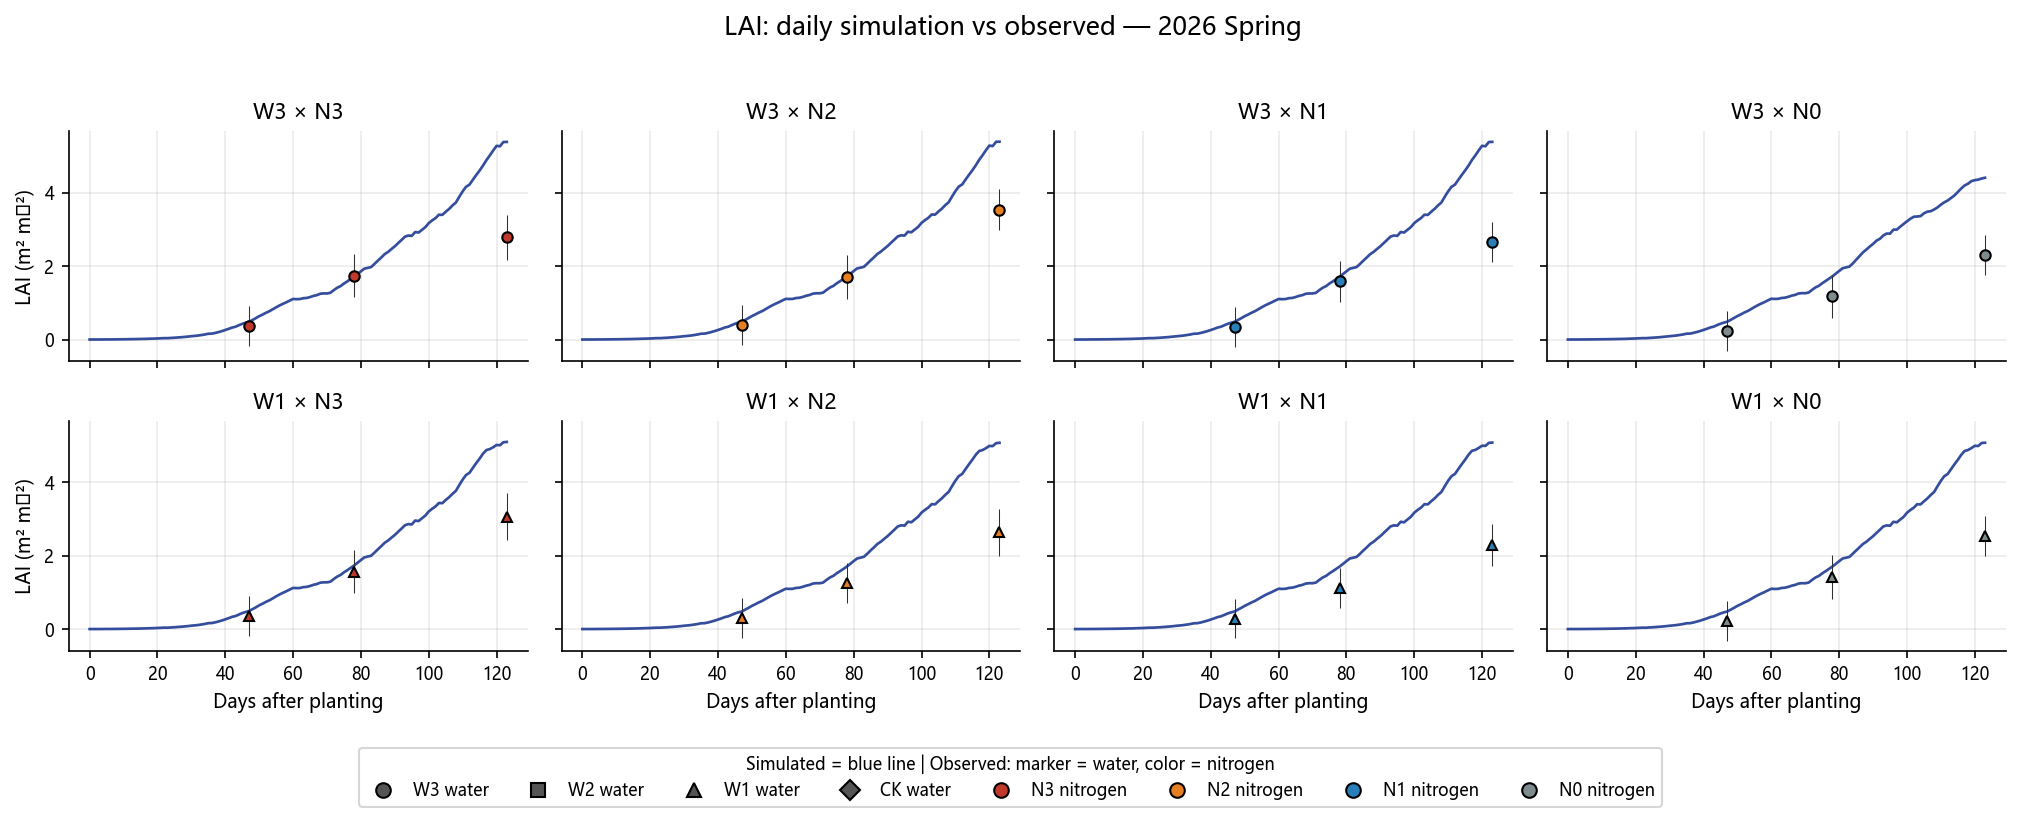 LAI: daily simulation vs observed — 2026 Spring
W3 × N3
W3 × N2
W3 × N1
W3 × N0
LAI (m² m▯²)
4
2
0
W1 × N3
W1 × N2
W1 × N1
W1 × N0
LAI (m² m▯²)
4
2
0
0 20 40 60 80 100 120
0 20 40 60 80 100 120
0 20 40 60 80 100 120
0 20 40 60 80 100 120
Days after planting
Days after planting
Days after planting
Days after planting
Simulated = blue line | Observed: marker = water, color = nitrogen
W3 water W2 water W1 water CK water N3 nitrogen N2 nitrogen N1 nitrogen N0 nitrogen